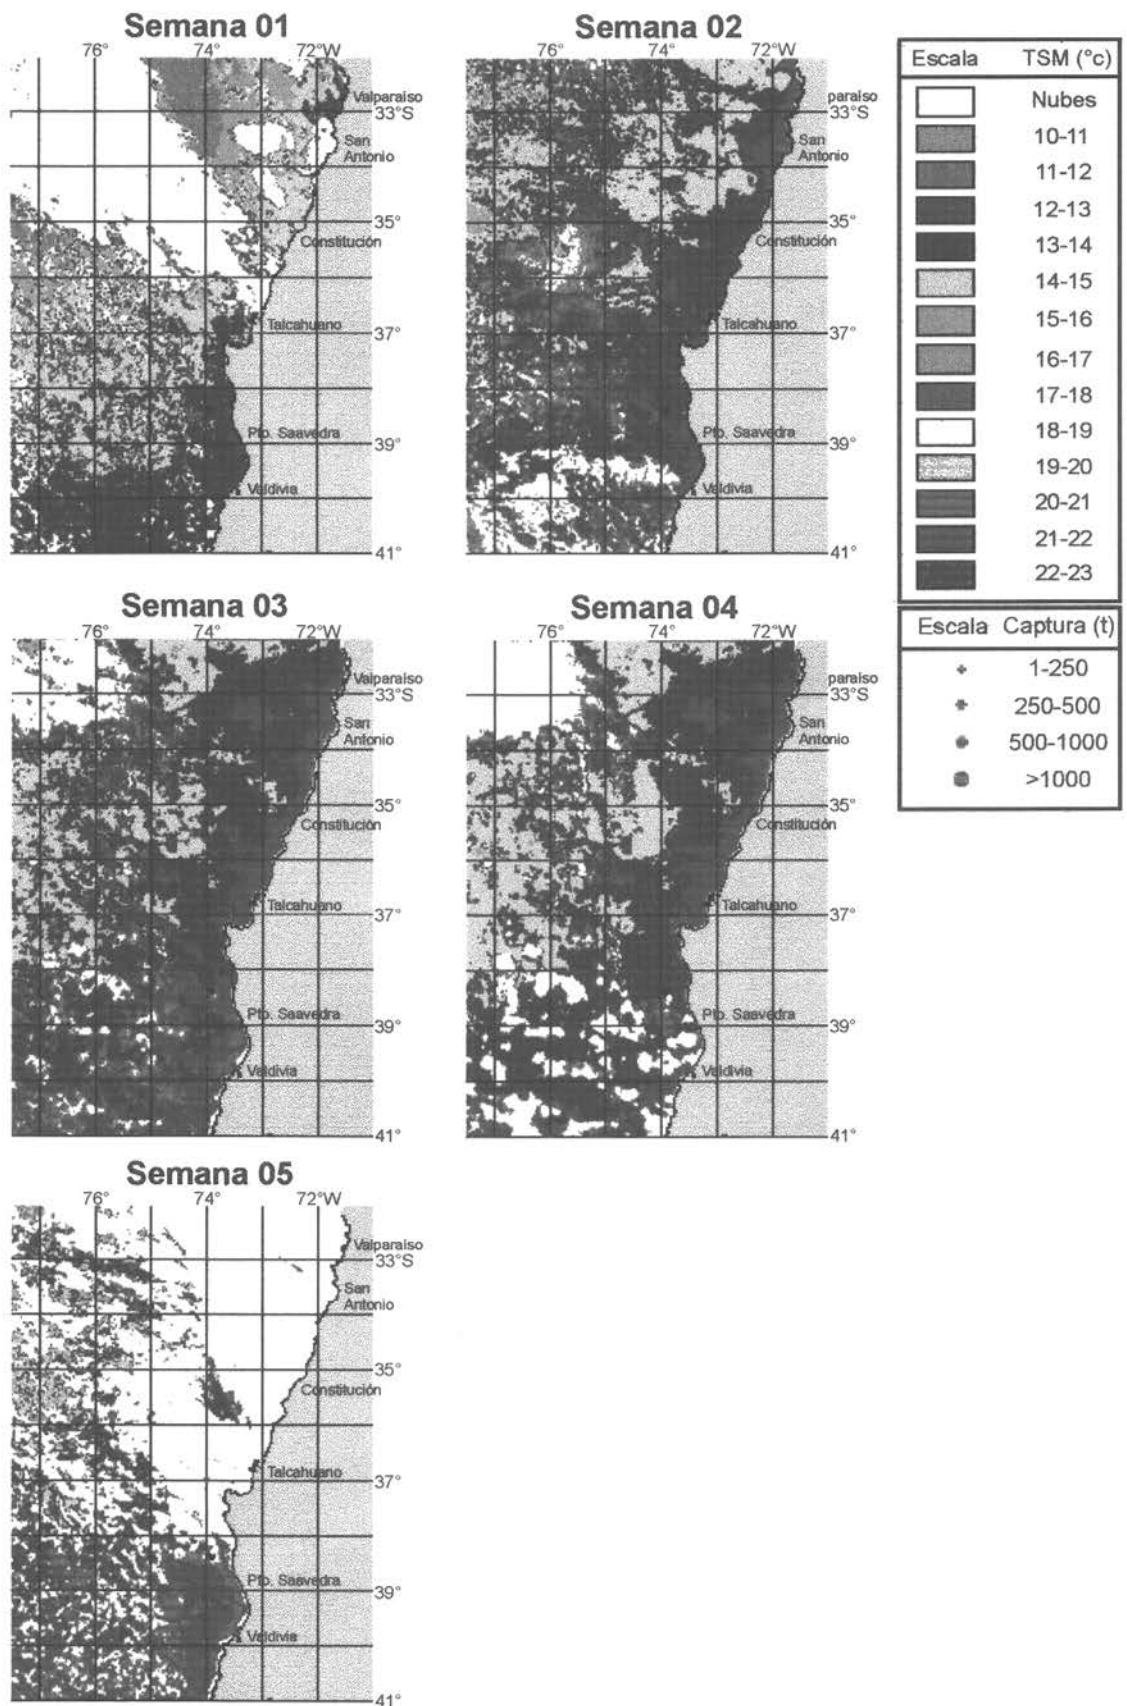 Semana 01
76° 74° 72°W
Valparaíso
33°S
San
Antonio
35°
Constitución
Talcahuano
37°
Pto. Saavedra
39°
Valdivia
41°
Semana 02
76° 74° 72°W
paraíso
33°S
San
Antonio
35°
Constitución
Talcahuano
37°
Pto. Saavedra
39°
Valdivia
41°
Escala TSM (°c)
Nubes
10-11
11-12
12-13
13-14
14-15
15-16
16-17
17-18
18-19
19-20
20-21
21-22
22-23
Escala Captura (t)
1-250
250-500
500-1000
>1000
Semana 03
76° 74° 72°W
Valparaíso
33°S
San
Antonio
35°
Constitución
Talcahuano
37°
Pto. Saavedra
39°
Valdivia
41°
Semana 04
76° 74° 72°W
paraíso
33°S
San
Antonio
35°
Constitución
Talcahuano
37°
Pto. Saavedra
39°
Valdivia
41°
Semana 05
76° 74° 72°W
Valparaíso
33°S
San
Antonio
35°
Constitución
Talcahuano
37°
Pto. Saavedra
39°
Valdivia
41°